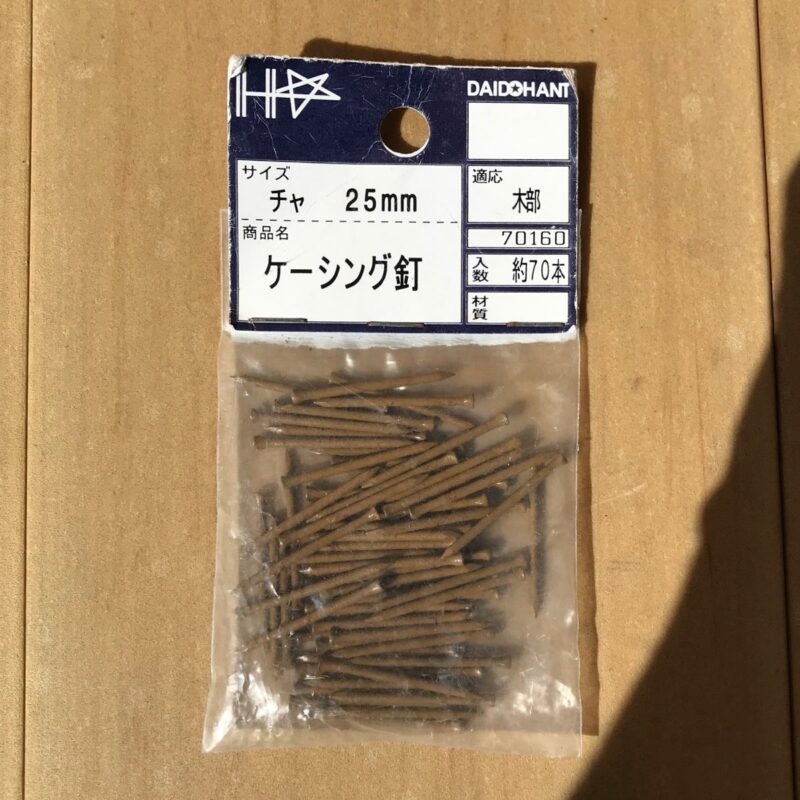 DAIDOHANT
サイズ
チャ 25mm
商品名
ケーシング釘
適応
木部
70160
入数 約70本
材質